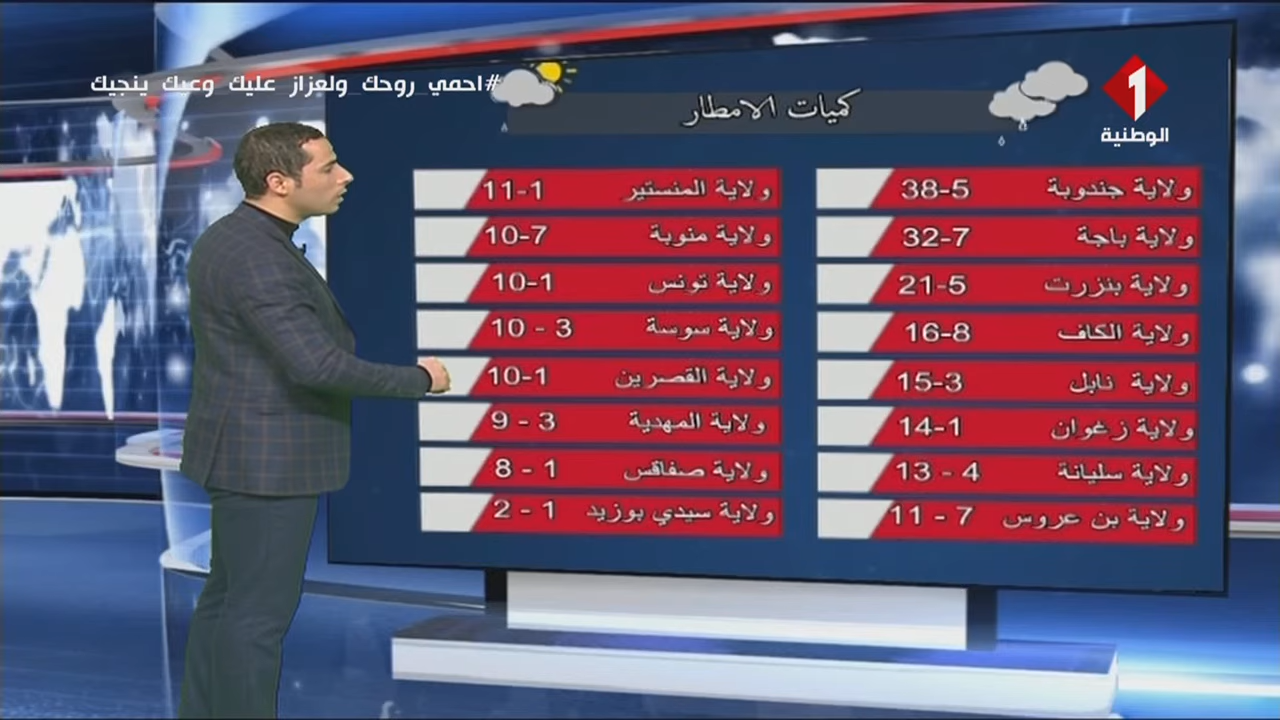 #احمي روحك ولعزاز عليك وعيك ينجيك
1
الوطنية
كميات الامطار
ولاية جندوبة 38-5
ولاية باجة 32-7
ولاية بنزرت 21-5
ولاية الكاف 16-8
ولاية نابل 15-3
ولاية زغوان 14-1
ولاية سليانة 13 - 4
ولاية بن عروس 11 - 7
ولاية المنستير 11-1
ولاية منوبة 10-7
ولاية تونس 10-1
ولاية سوسة 10 - 3
ولاية القصرين 10-1
ولاية المهدية 9 - 3
ولاية صفاقس 8 - 1
ولاية سيدي بوزيد 2 - 1